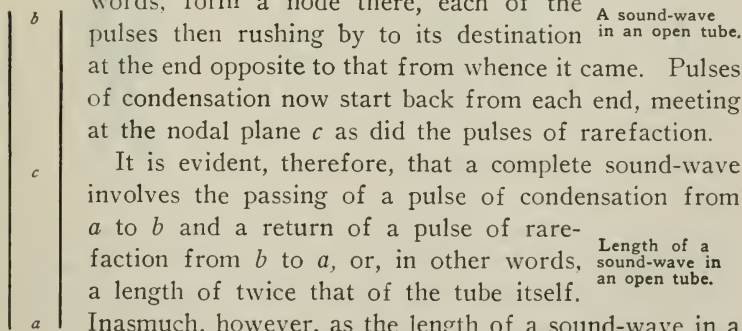 b
words, form a node there, each of the
pulses then rushing by to its destination
A sound-wave
in an open tube.
at the end opposite to that from whence it came. Pulses
of condensation now start back from each end, meeting
at the nodal plane c as did the pulses of rarefaction.
c
It is evident, therefore, that a complete sound-wave
involves the passing of a pulse of condensation from
a to b and a return of a pulse of rare-
faction from b to a, or, in other words,
a length of twice that of the tube itself.
Length of a
sound-wave in
an open tube.
a
Inasmuch, however, as the length of a sound-wave in a